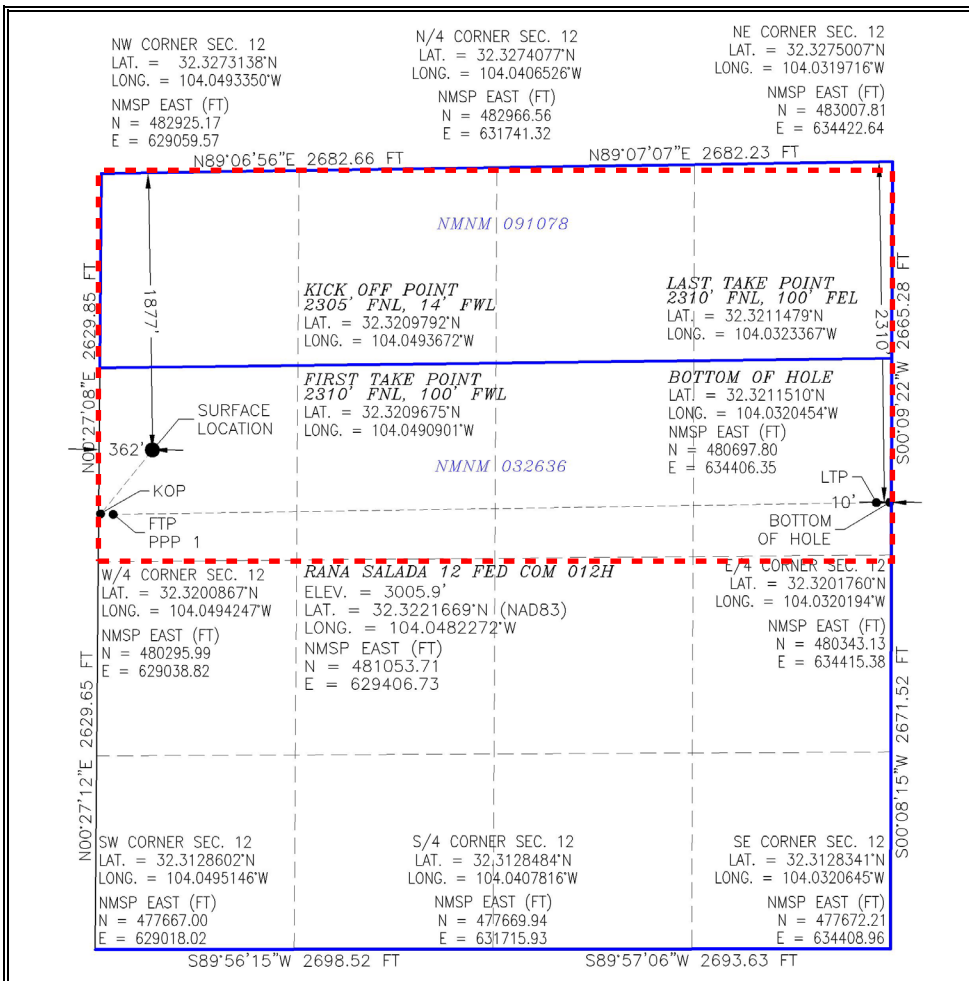 NW CORNER SEC. 12
LAT. = 32.3273138°N
LONG. = 104.0493350°W
NMSP EAST (FT)
N = 482925.17
E = 629059.57
N/4 CORNER SEC. 12
LAT. = 32.3274077°N
LONG. = 104.0406526°W
NMSP EAST (FT)
N = 482966.56
E = 631741.32
NE CORNER SEC. 12
LAT. = 32.3275007°N
LONG. = 104.0319716°W
NMSP EAST (FT)
N = 483007.81
E = 634422.64
N89°06'56"E 2682.66 FT
N89°07'07"E 2682.23 FT
NMNM 091078
N00°27'08"E 2629.85 FT
1877'
KICK OFF POINT
2305' FNL, 14' FWL
LAT. = 32.3209792°N
LONG. = 104.0493672°W
LAST TAKE POINT
2310' FNL, 100' FEL
LAT. = 32.3211479°N
LONG. = 104.0323367°W
2310'
S00°09'22"W 2665.28 FT
FIRST TAKE POINT
2310' FNL, 100' FWL
LAT. = 32.3209675°N
LONG. = 104.0490901°W
BOTTOM OF HOLE
LAT. = 32.3211510°N
LONG. = 104.0320454°W
NMSP EAST (FT)
N = 480697.80
E = 634406.35
SURFACE
LOCATION
362'
NMNM 032636
KOP
FTP
PPP 1
LTP
10'
BOTTOM
OF HOLE
W/4 CORNER SEC. 12
LAT. = 32.3200867°N
LONG. = 104.0494247°W
NMSP EAST (FT)
N = 480295.99
E = 629038.82
RANA SALADA 12 FED COM 012H
ELEV. = 3005.9'
LAT. = 32.3221669°N (NAD83)
LONG. = 104.0482272°W
NMSP EAST (FT)
N = 481053.71
E = 629406.73
E/4 CORNER SEC. 12
LAT. = 32.3201760°N
LONG. = 104.0320194°W
NMSP EAST (FT)
N = 480343.13
E = 634415.38
N00°27'12"E 2629.65 FT
S00°08'15"W 2671.52 FT
SW CORNER SEC. 12
LAT. = 32.3128602°N
LONG. = 104.0495146°W
NMSP EAST (FT)
N = 477667.00
E = 629018.02
S/4 CORNER SEC. 12
LAT. = 32.3128484°N
LONG. = 104.0407816°W
NMSP EAST (FT)
N = 477669.94
E = 631715.93
SE CORNER SEC. 12
LAT. = 32.3128341°N
LONG. = 104.0320645°W
NMSP EAST (FT)
N = 477672.21
E = 634408.96
S89°56'15"W 2698.52 FT
S89°57'06"W 2693.63 FT